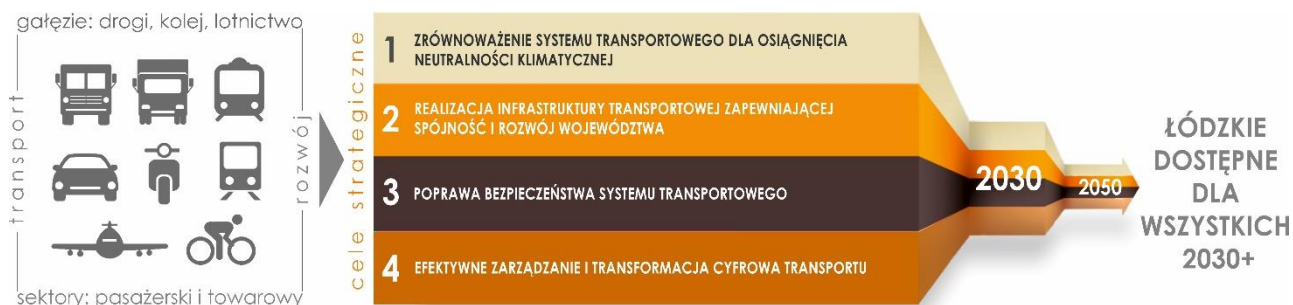 gałęzie: drogi, kolej, lotnictwo
transport
rozwój
sektory: pasażerski i towarowy
cele strategiczne
1 ZRÓWNOWAŻENIE SYSTEMU TRANSPORTOWEGO DLA OSIĄGNIĘCIA
NEUTRALNOŚCI KLIMATYCZNEJ
2 REALIZACJA INFRASTRUKTURY TRANSPORTOWEJ ZAPEWNIAJĄCEJ
SPÓJNOŚĆ I ROZWÓJ WOJEWÓDZTWA
3 POPRAWA BEZPIECZEŃSTWA SYSTEMU TRANSPORTOWEGO
4 EFEKTYWNE ZARZĄDZANIE I TRANSFORMACJA CYFROWA TRANSPORTU
2030
2050
ŁÓDZKIE
DOSTĘPNE
DLA
WSZYSTKICH
2030+